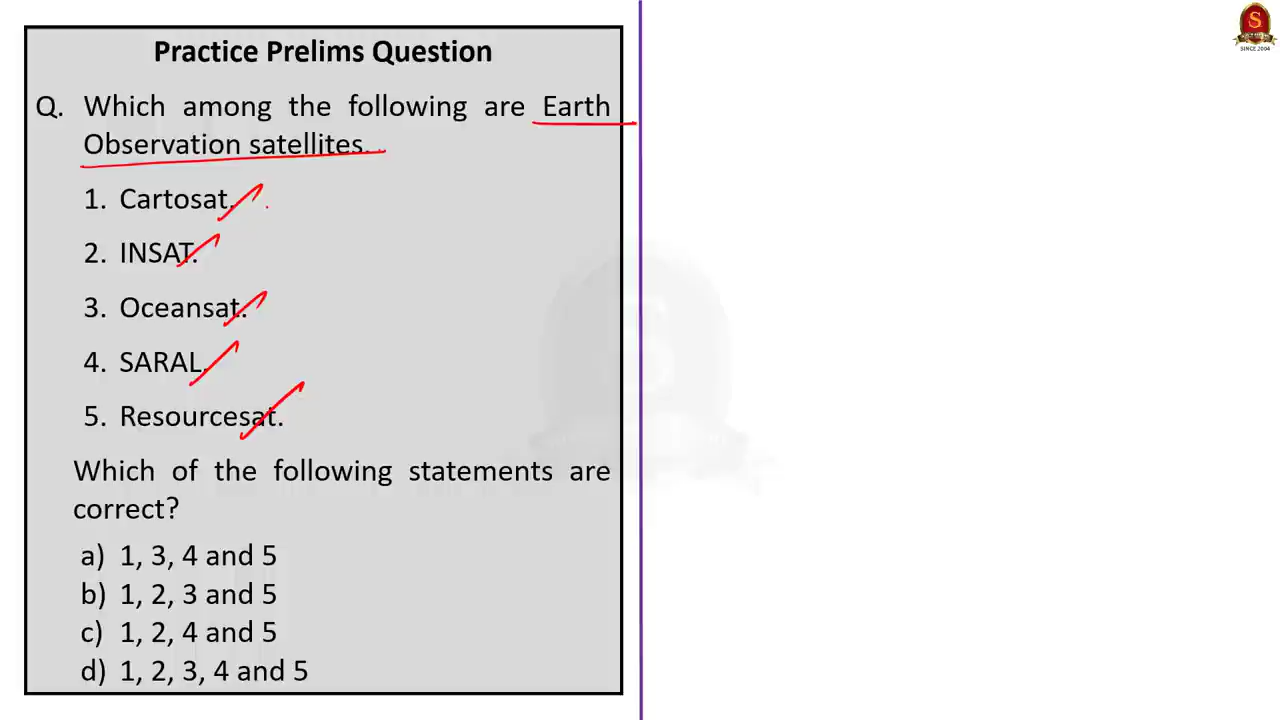 Practice Prelims Question
Q. Which among the following are Earth
Observation satellites.
1. Cartosat.
2. INSAT.
3. Oceansat.
4. SARAL.
5. Resourcesat.
Which of the following statements are
correct?
a) 1, 3, 4 and 5
b) 1, 2, 3 and 5
c) 1, 2, 4 and 5
d) 1, 2, 3, 4 and 5
S
SINCE 2004